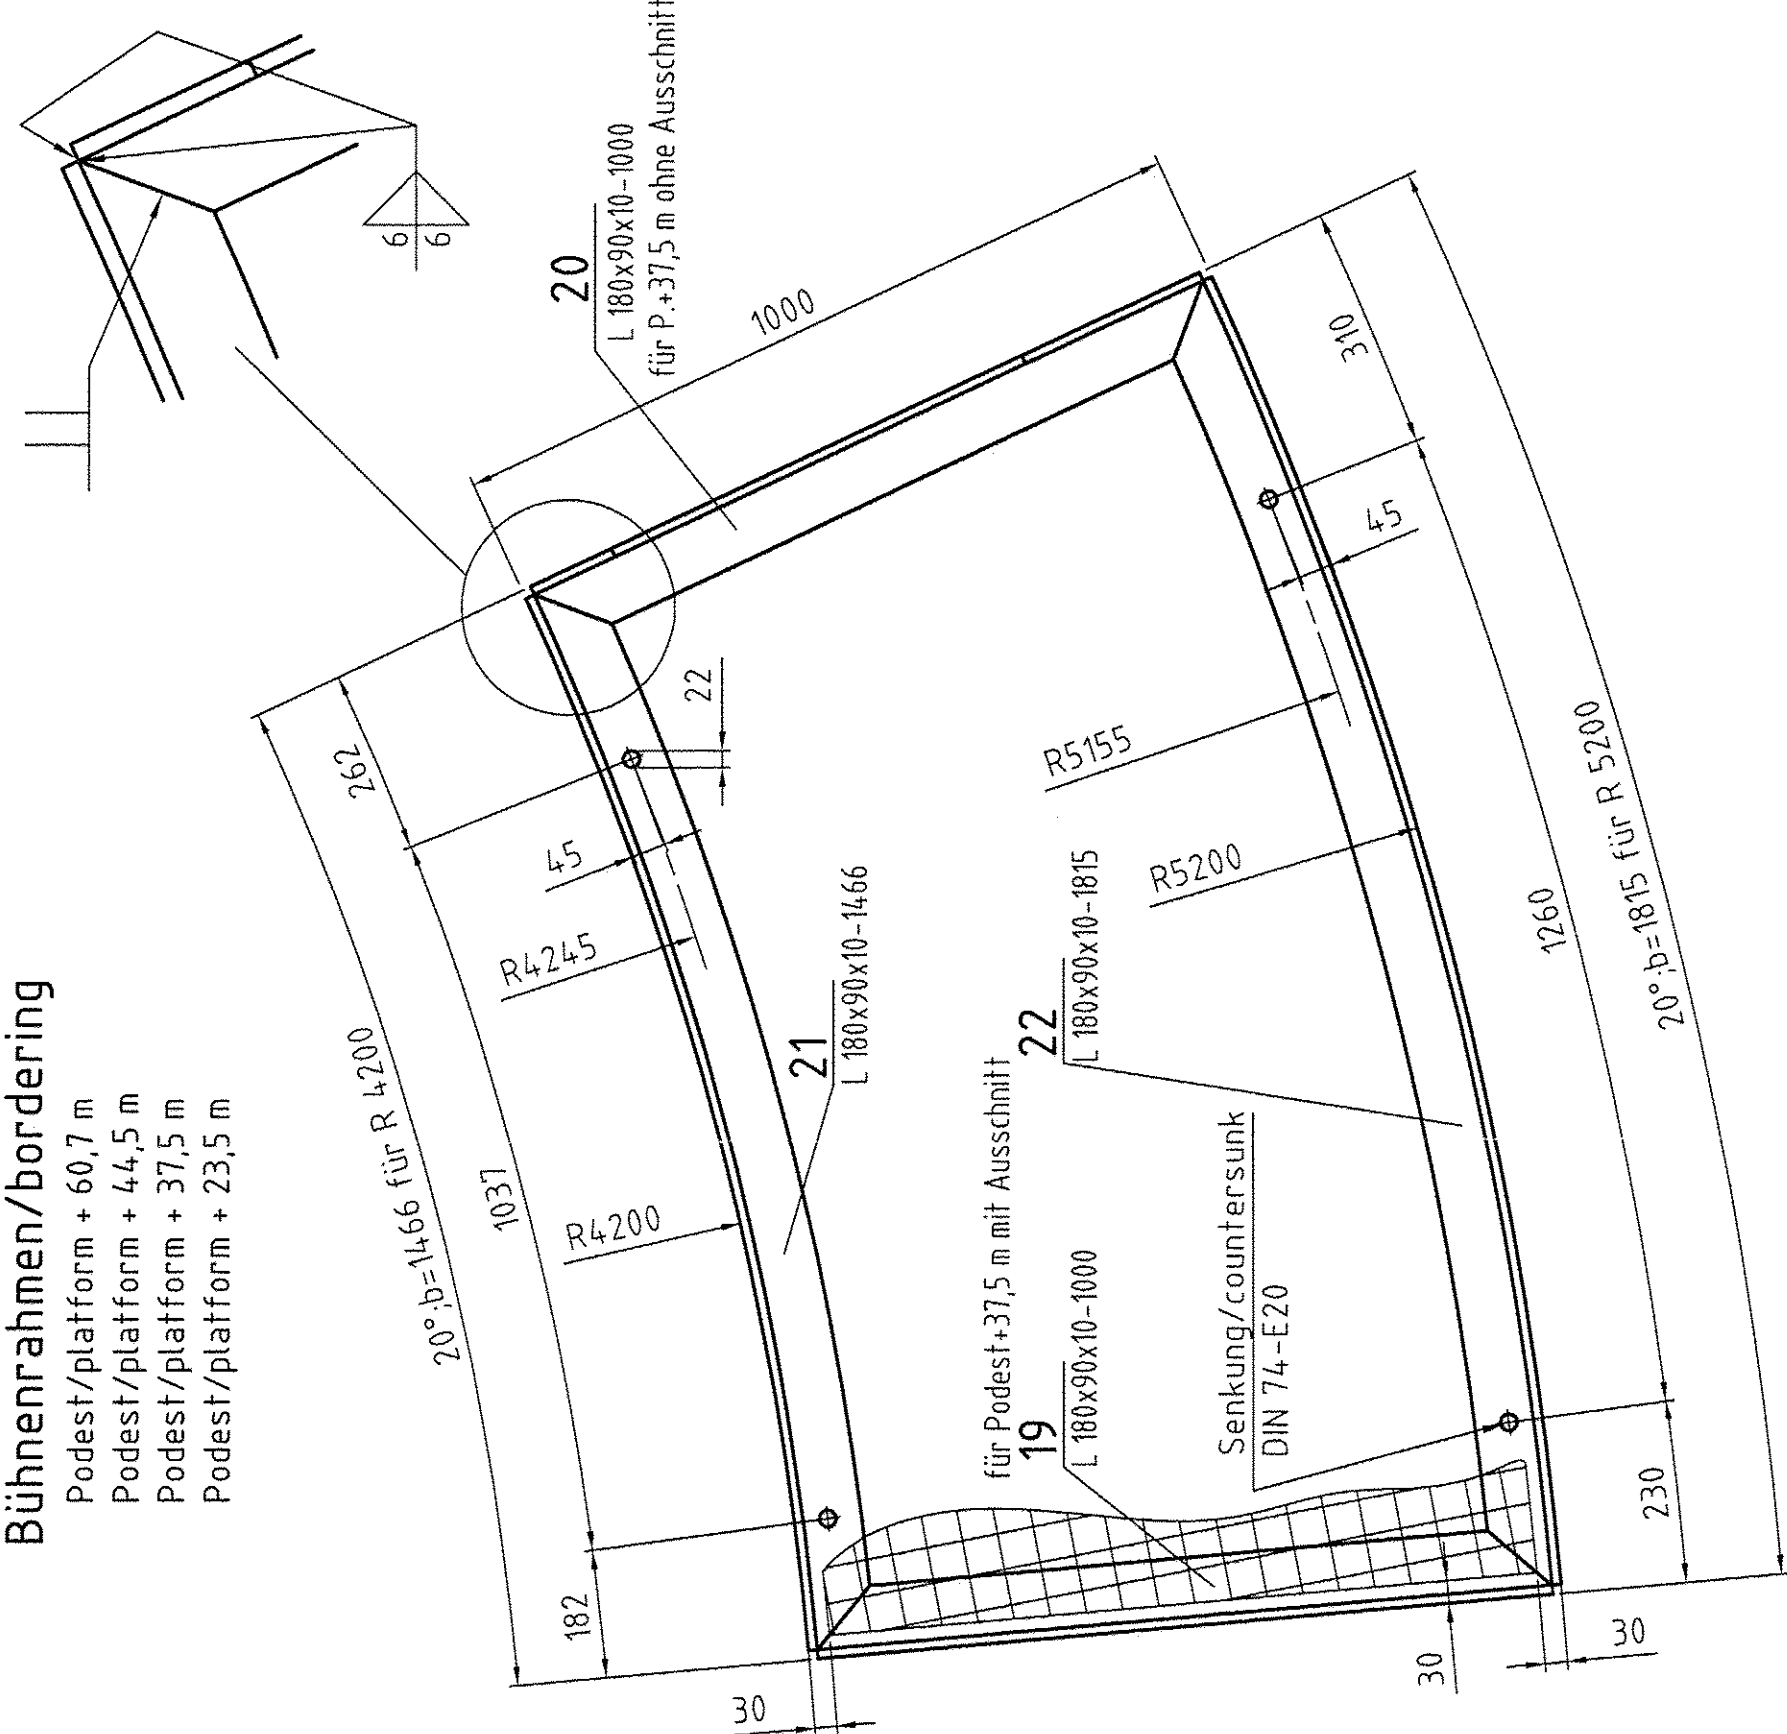 Bühnenrahmen/bordering
Podest/platform + 60,7 m
Podest/platform + 44,5 m
Podest/platform + 37,5 m
Podest/platform + 23,5 m
6
6
20
L 180x90x10-1000
für P.+37,5 m ohne Ausschnitt
1000
310
262
22
45
45
R4245
R5155
R5200
20°;b=1466 für R 4200
1037
R4200
21
L 180x90x10-1466
22
L 180x90x10-1815
1260
20°;b=1815 für R 5200
für Podest+37,5 m mit Ausschnitt
19
L 180x90x10-1000
Senkung/countersunk
DIN 74-E20
182
230
30
30
30